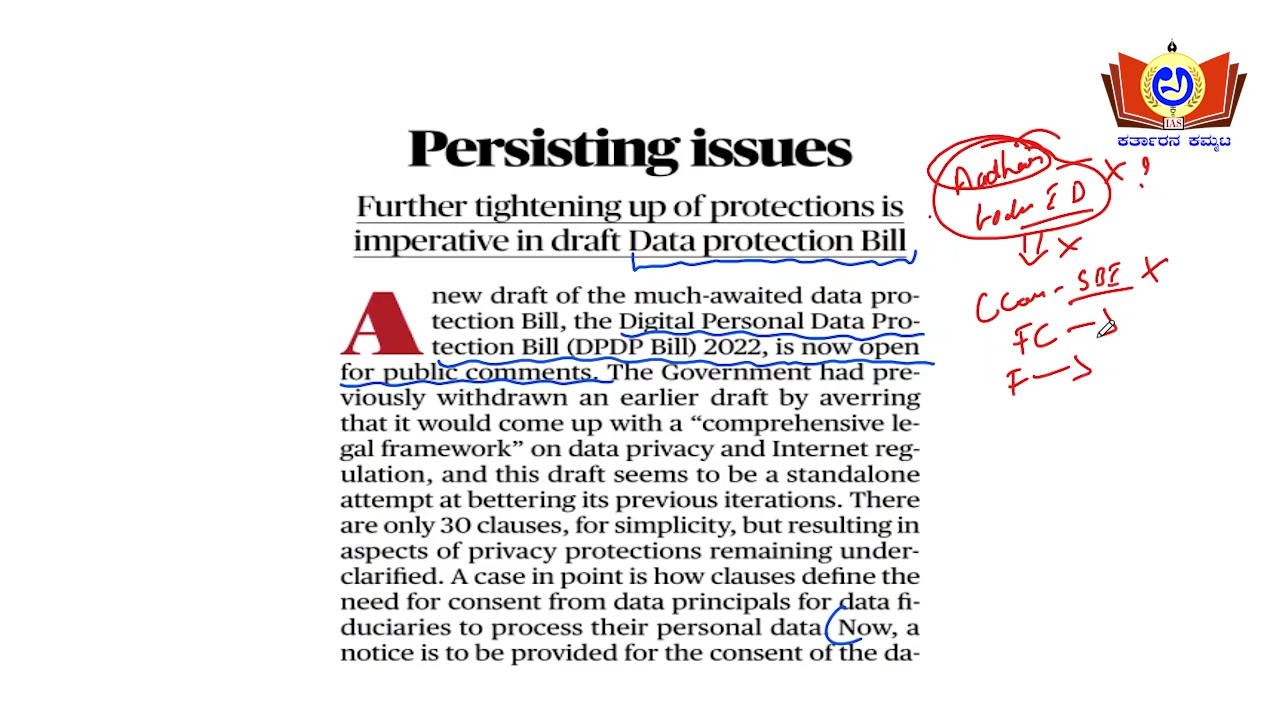 IAS
ಕರ್ತಾರನ ಕಮ್ಮಟ
Persisting issues
Further tightening up of protections is
imperative in draft Data protection Bill
A new draft of the much-awaited data pro-
tection Bill, the Digital Personal Data Pro-
tection Bill (DPDP Bill) 2022, is now open
for public comments. The Government had pre-
viously withdrawn an earlier draft by averring
that it would come up with a “comprehensive le-
gal framework” on data privacy and Internet reg-
ulation, and this draft seems to be a standalone
attempt at bettering its previous iterations. There
are only 30 clauses, for simplicity, but resulting in
aspects of privacy protections remaining under-
clarified. A case in point is how clauses define the
need for consent from data principals for data fi-
duciaries to process their personal data. Now, a
notice is to be provided for the consent of the da-
Aadhar
ID
SBI
FC
F